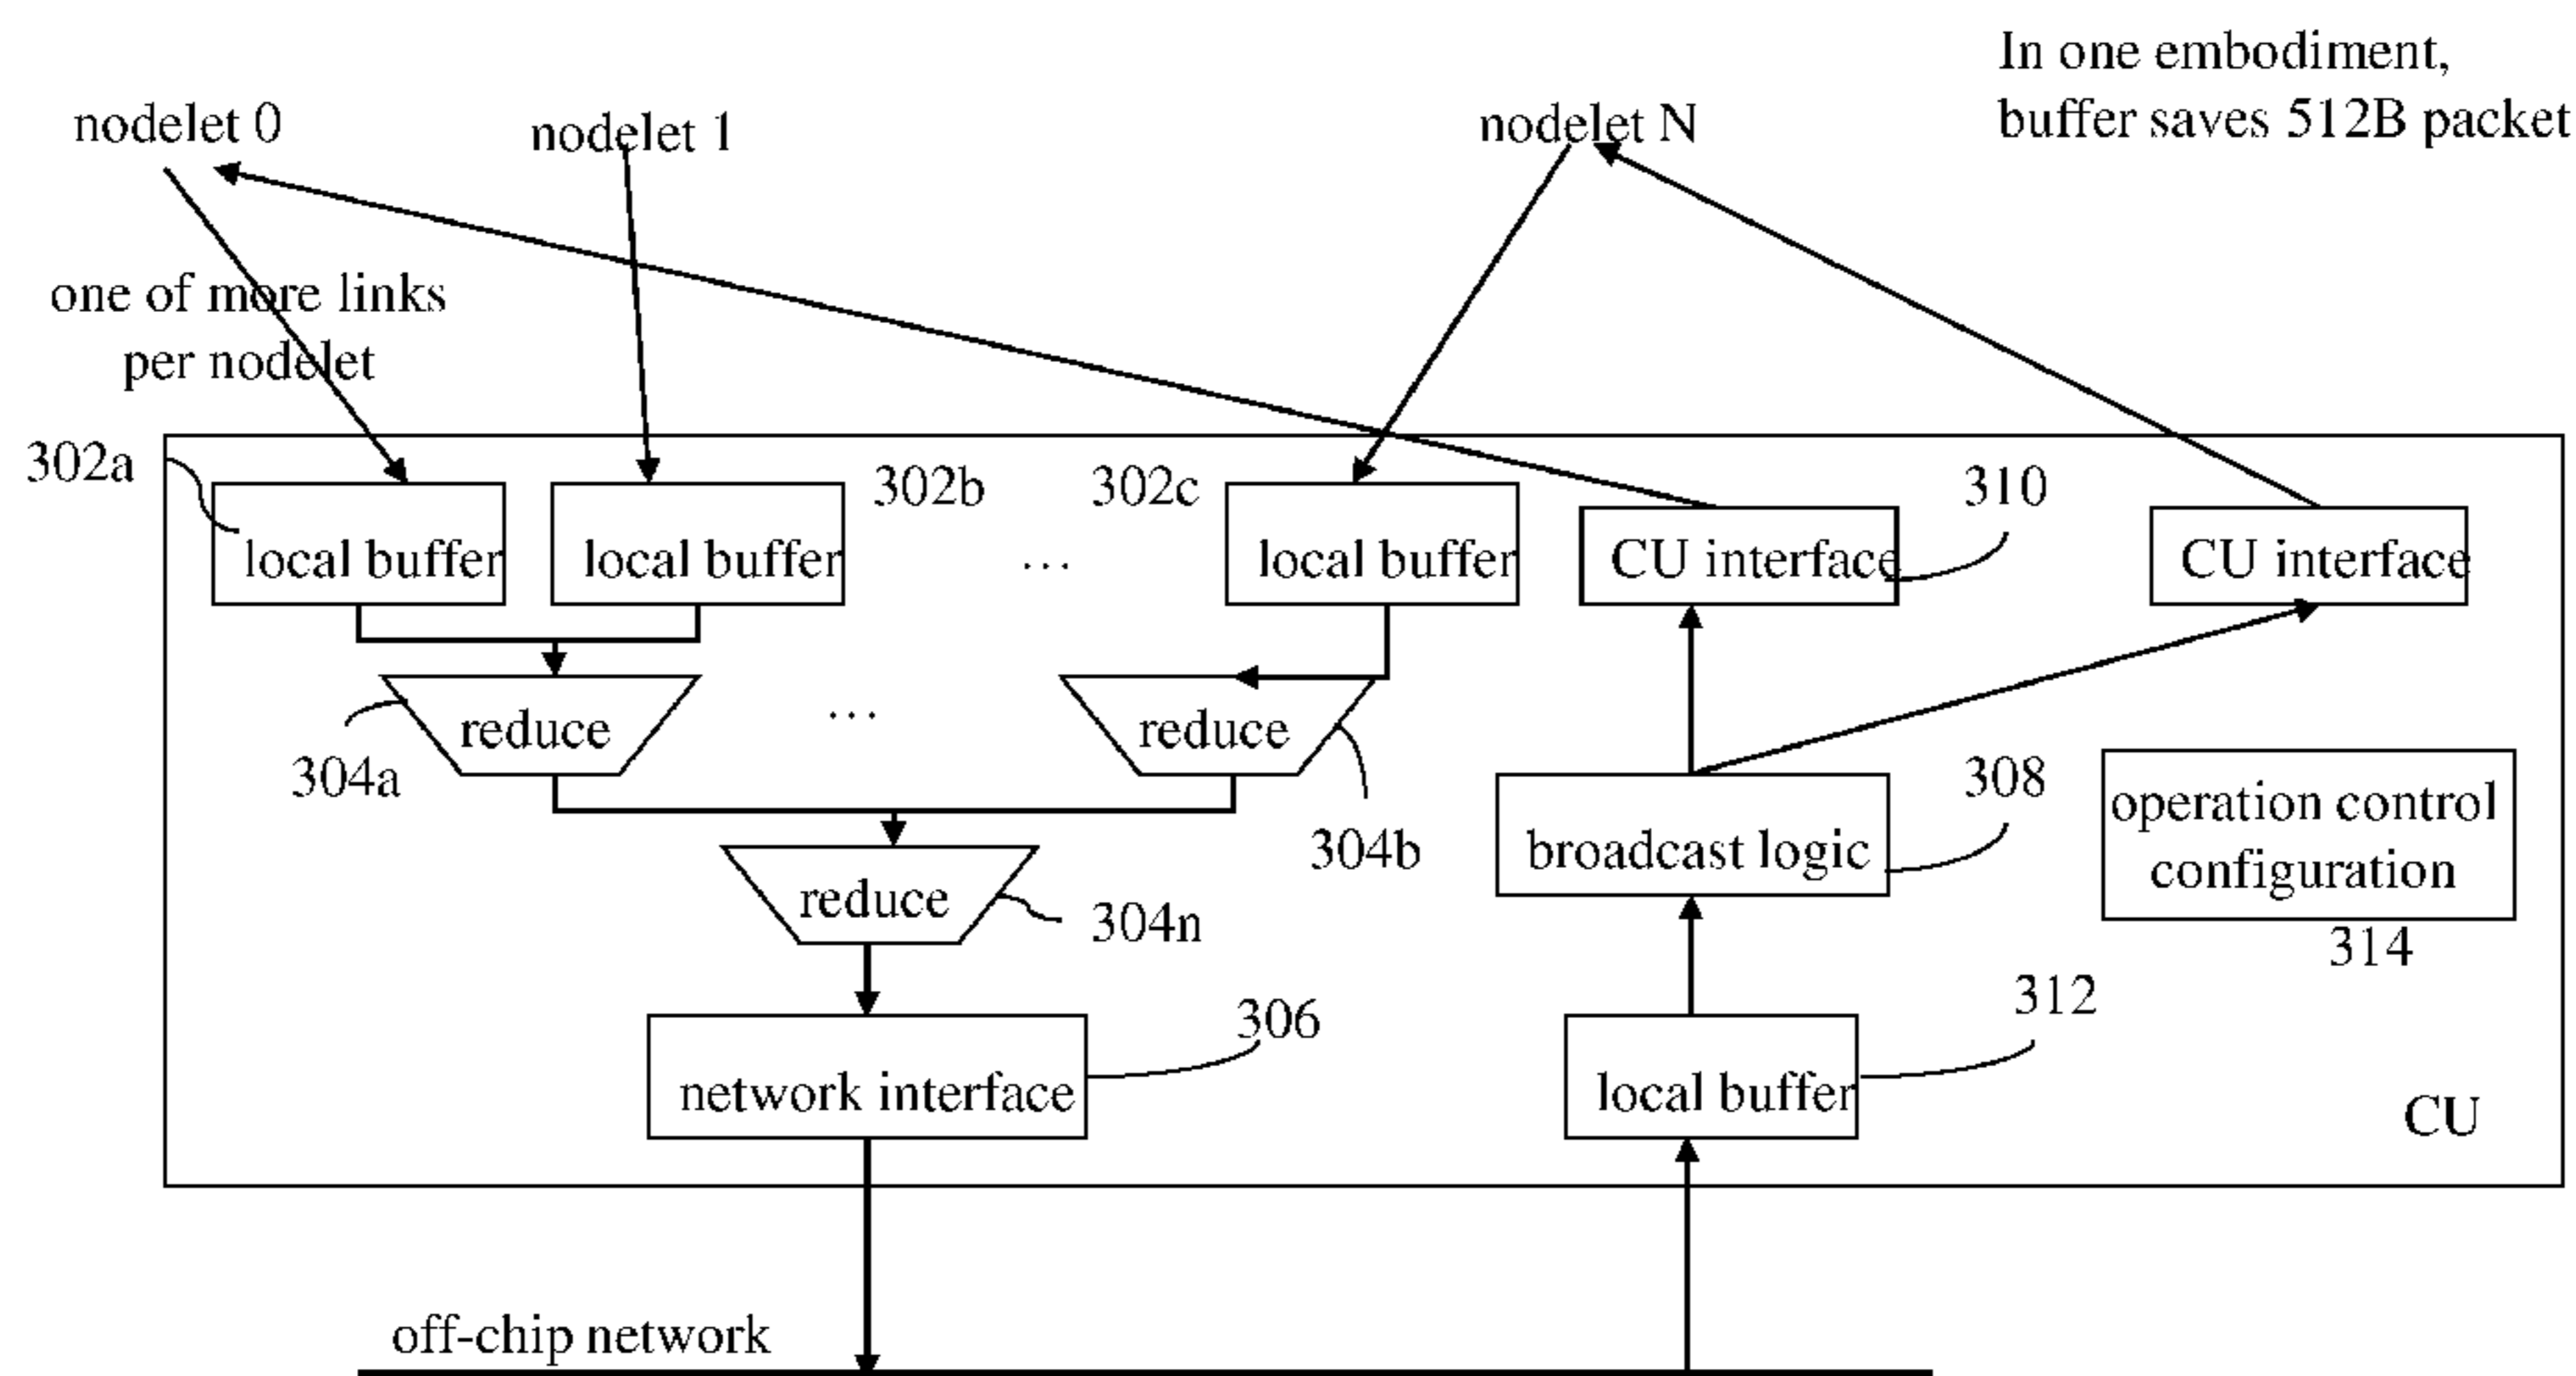 In one embodiment,
buffer saves 512B packet
nodelet 0
nodelet 1
nodelet N
one of more links
per nodelet
302a
302b
302c
310
local buffer
local buffer
...
local buffer
CU interface
CU interface
reduce
...
reduce
304a
304b
308
broadcast logic
operation control
configuration
314
reduce
304n
306
312
network interface
local buffer
CU
off-chip network